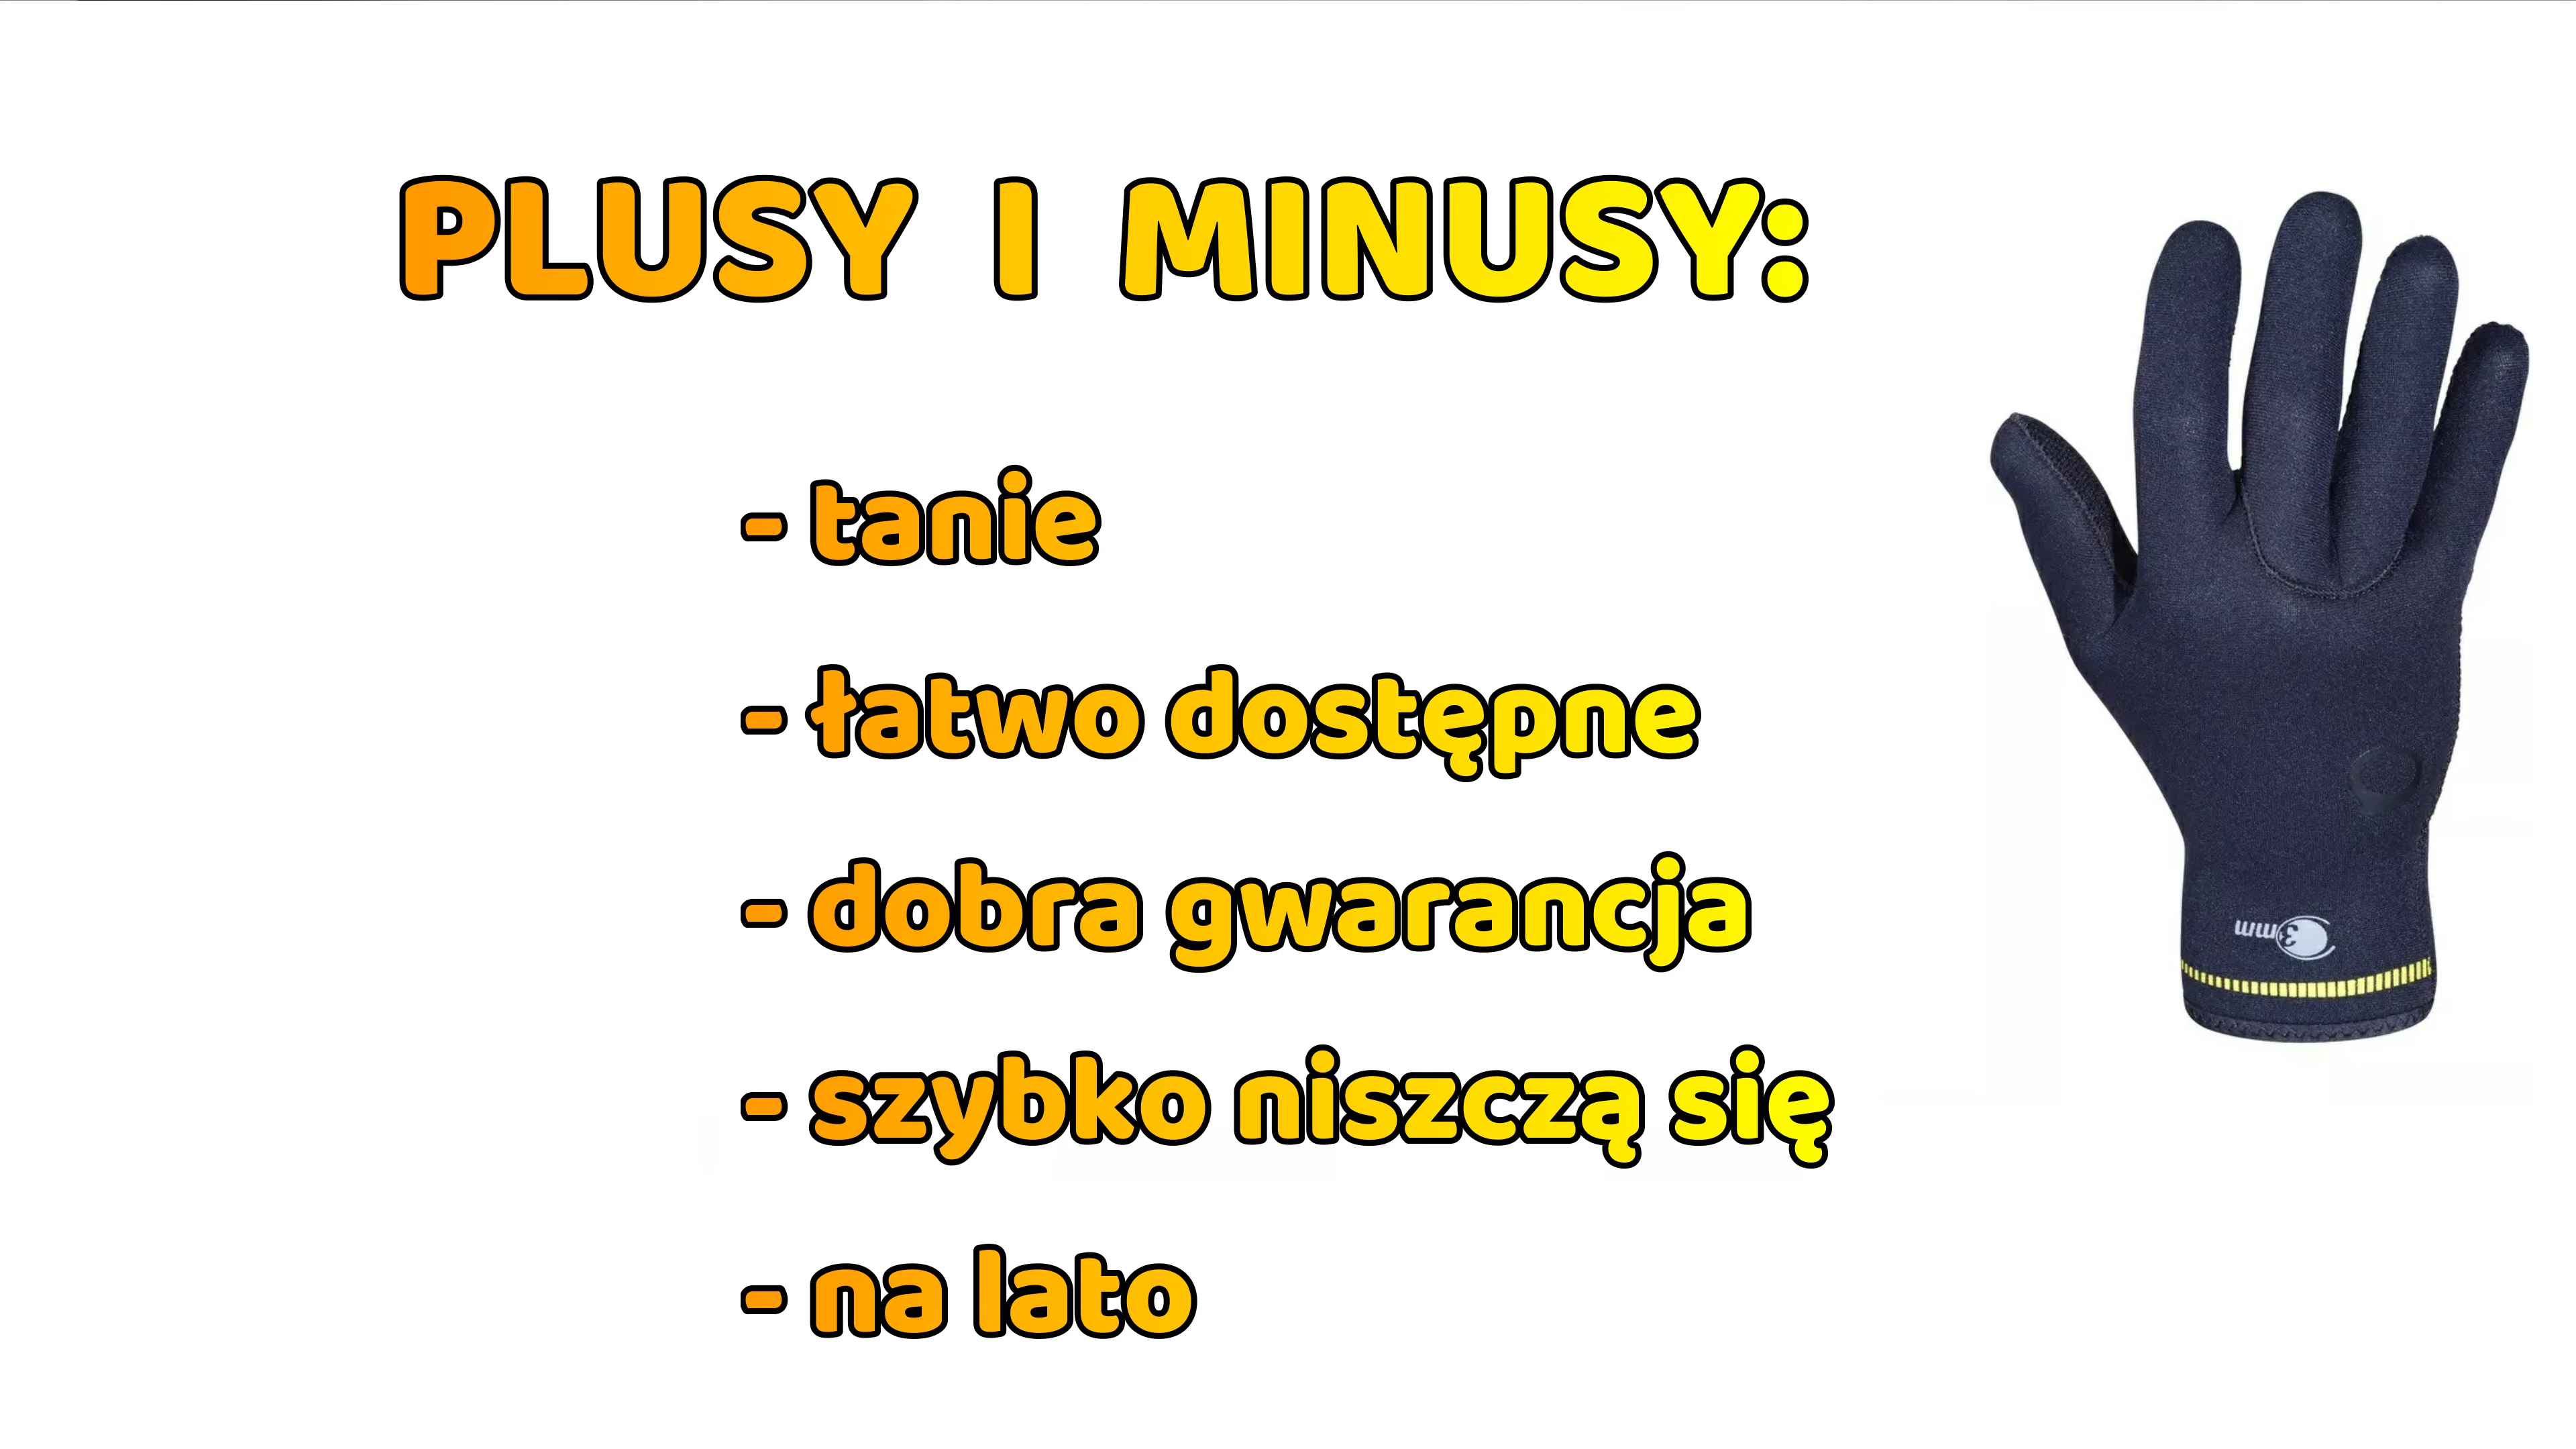 PLUSY I MINUSY:
- tanie
- łatwo dostępne
- dobra gwarancja
- szybko niszczą się
- na lato
3mm